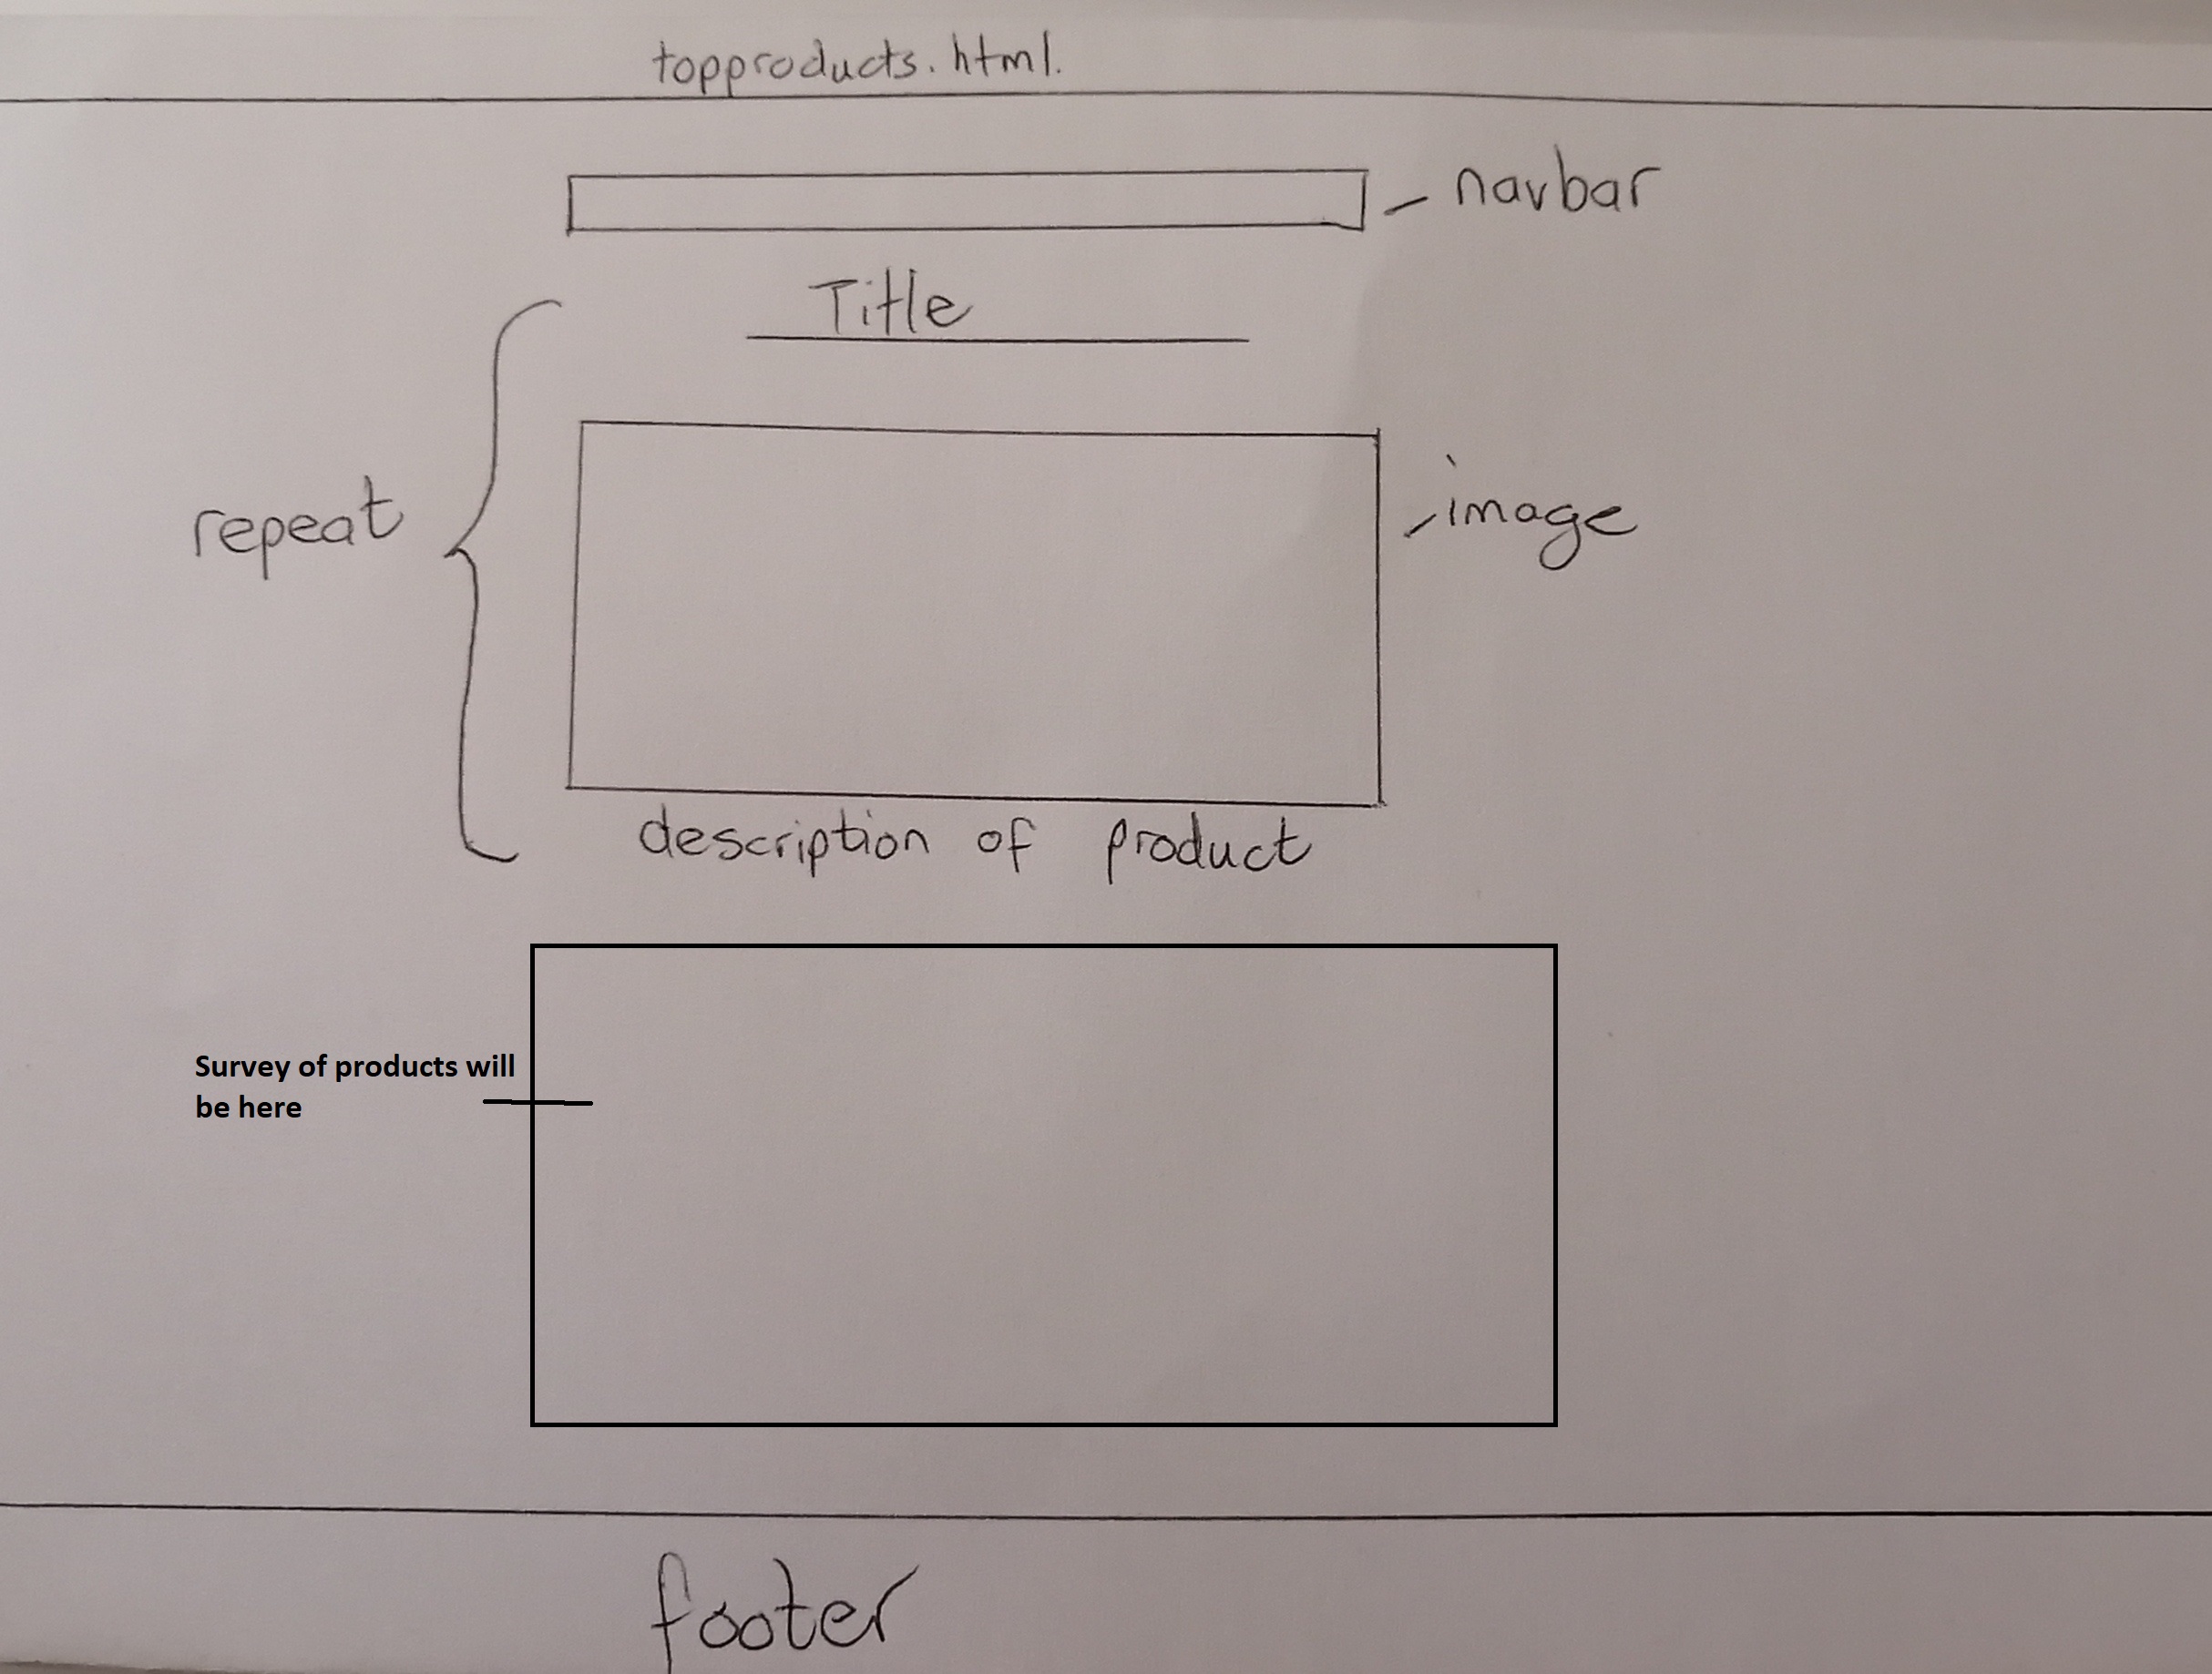 topproducts.html.
navbar
Title
repeat
image
description of product
Survey of products will
be here
footer